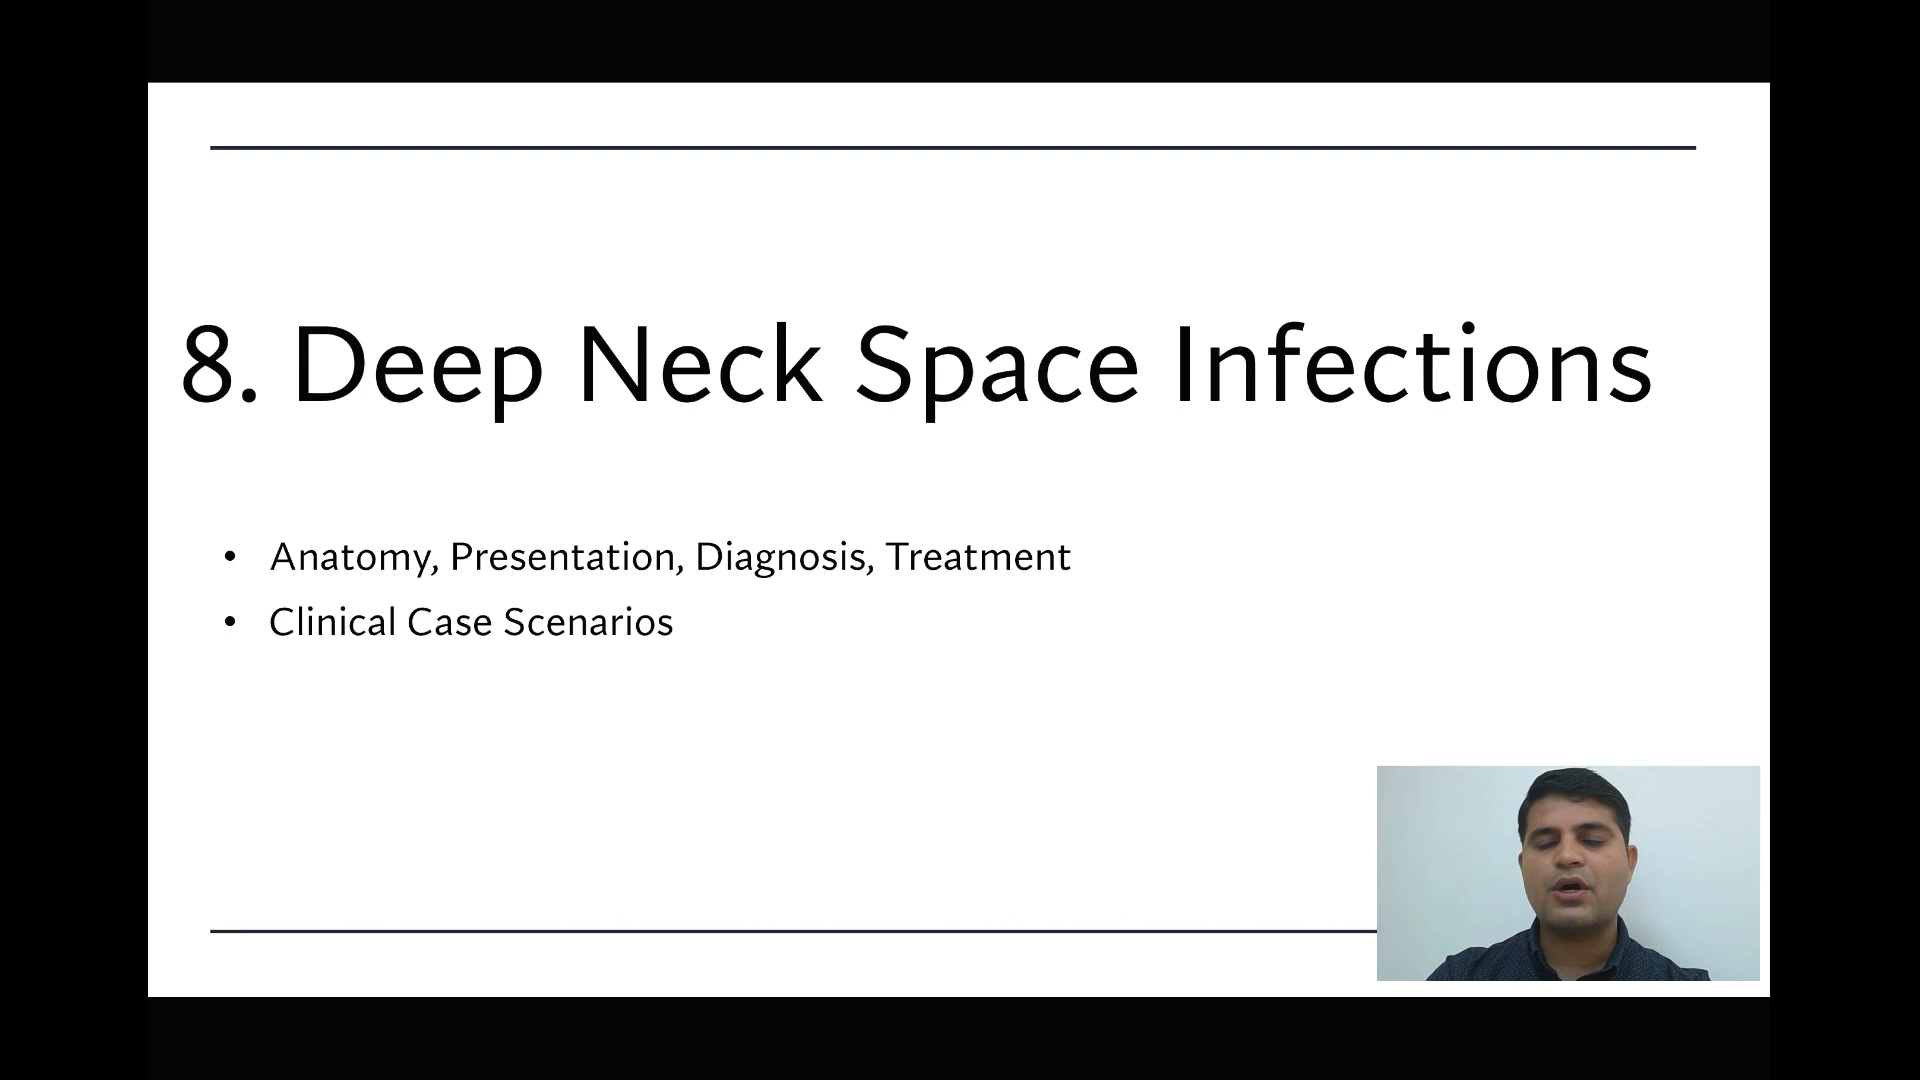 8. Deep Neck Space Infections
• Anatomy, Presentation, Diagnosis, Treatment
• Clinical Case Scenarios